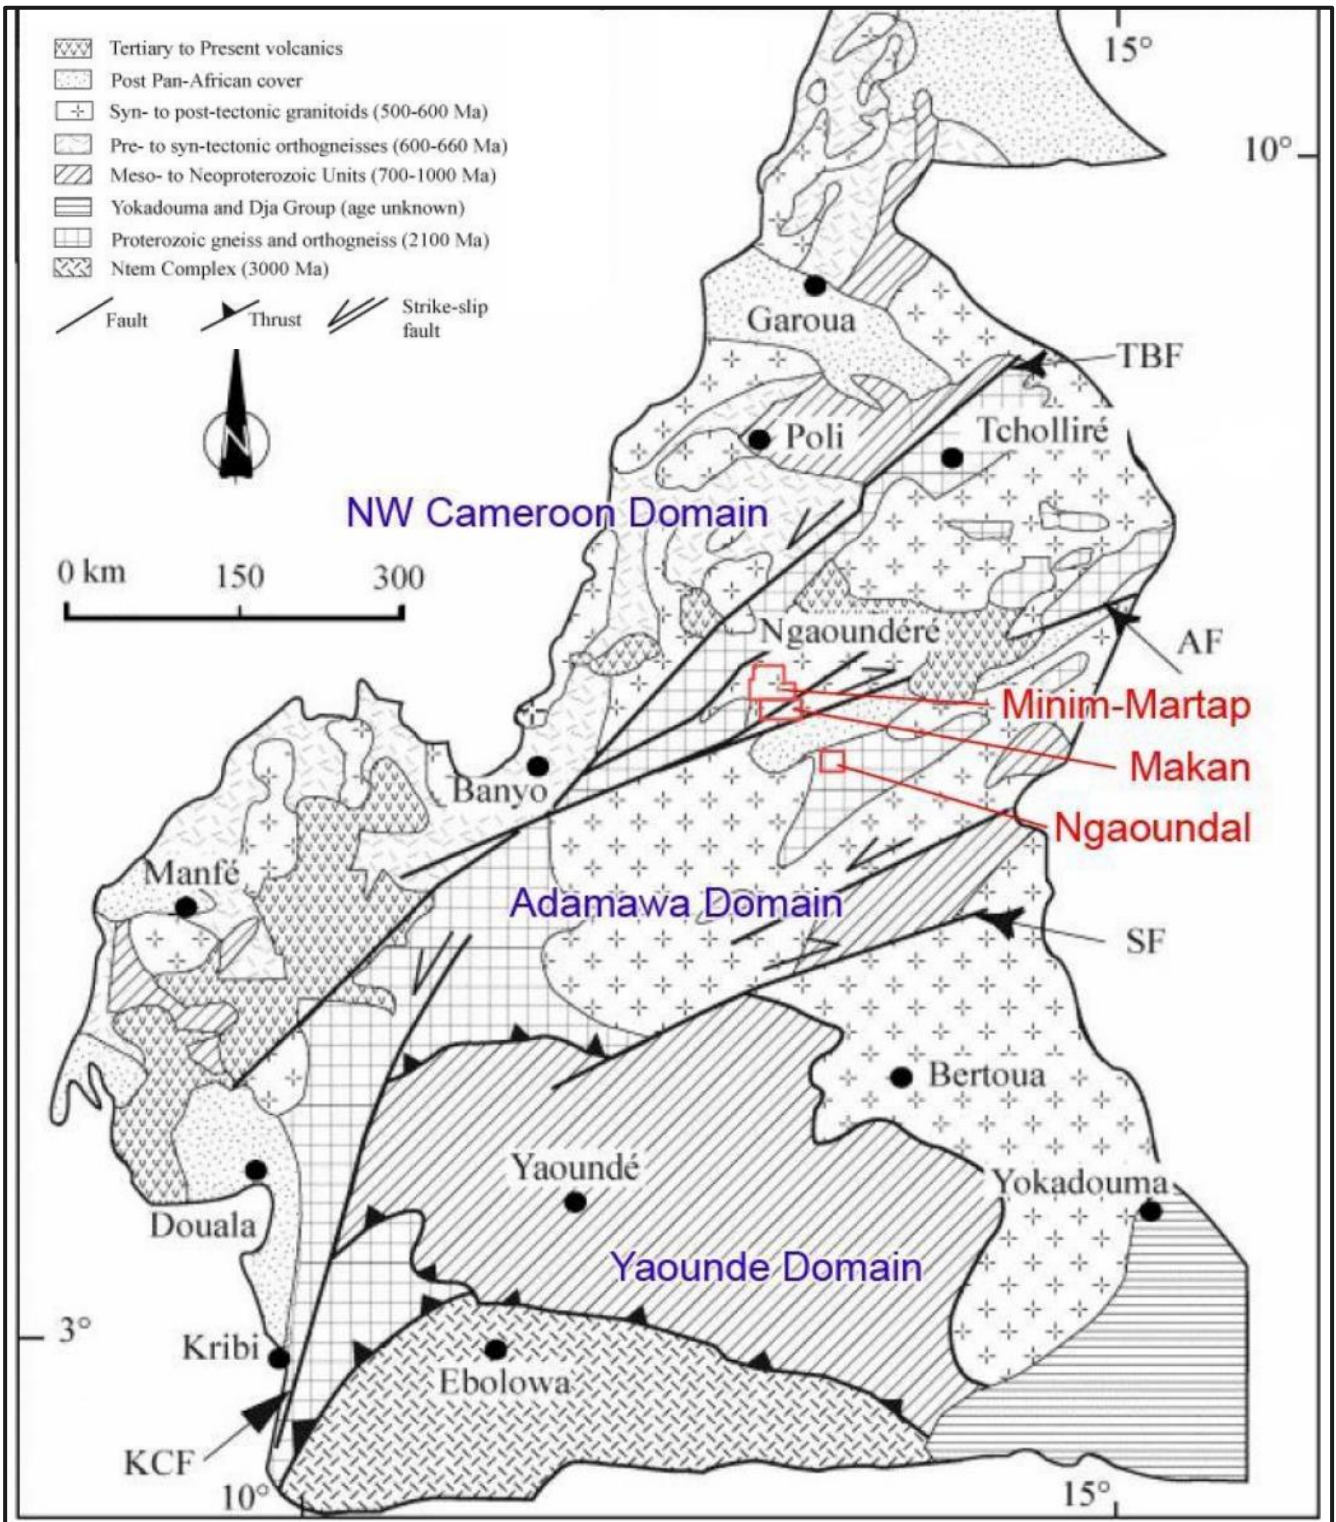 15°
Tertiary to Present volcanics
Post Pan-African cover
Syn- to post-tectonic granitoids (500-600 Ma)
Pre- to syn-tectonic orthogneisses (600-660 Ma)
10°
Meso- to Neoproterozoic Units (700-1000 Ma)
Yokadouma and Dja Group (age unknown)
Proterozoic gneiss and orthogneiss (2100 Ma)
Ntem Complex (3000 Ma)
Fault
Thrust
Strike-slip
fault
Garoua
TBF
N
Poli
Tcholliré
NW Cameroon Domain
0 km 150 300
Ngaoundéré
AF
Minim-Martap
Makan
Banyo
Ngaoundal
Manfé
Adamawa Domain
SF
Bertoua
Yaoundé
Yokadouma
Douala
Yaounde Domain
3°
Kribi
Ebolowa
KCF
10°
15°